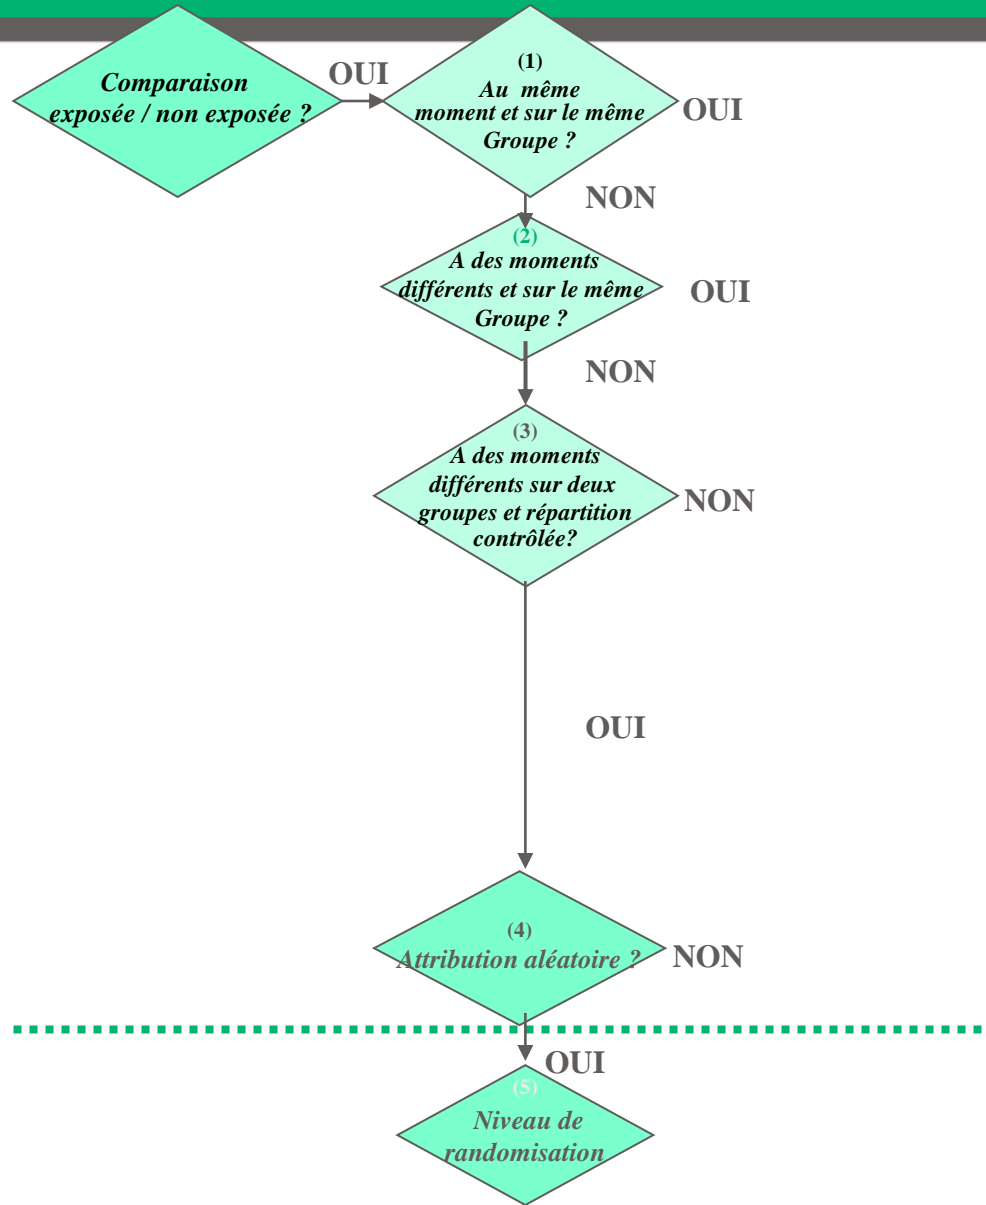 Comparaison
exposée / non exposée ?
OUI
(1)
Au même
moment et sur le même
Groupe ?
OUI
NON
(2)
A des moments
différents et sur le même
Groupe ?
OUI
NON
(3)
A des moments
différents sur deux
groupes et répartition
contrôlée?
NON
OUI
(4)
Attribution aléatoire ?
NON
OUI
(5)
Niveau de
randomisation